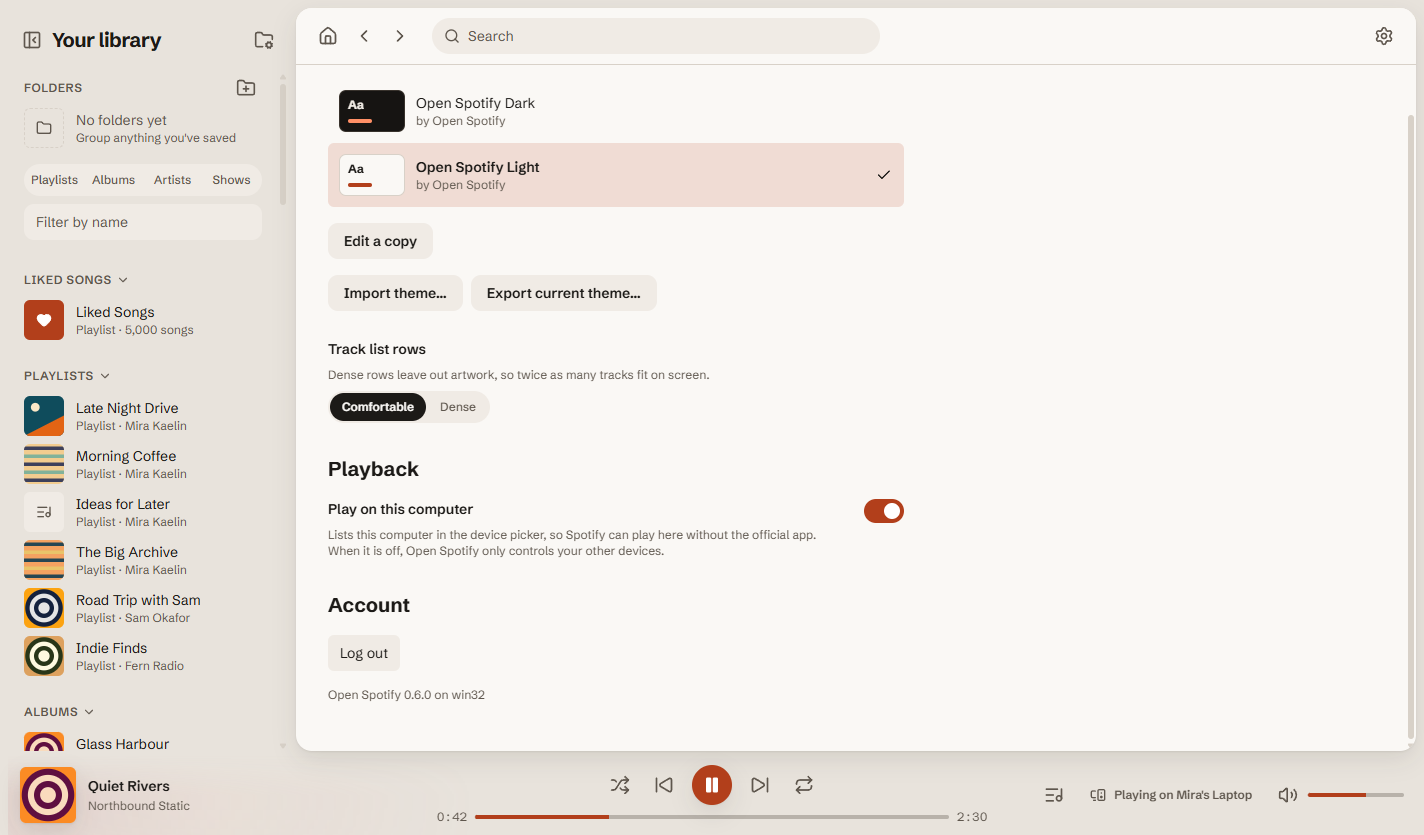 Your library
FOLDERS
No folders yet
Group anything you've saved
Playlists Albums Artists Shows
Filter by name
LIKED SONGS
Liked Songs
Playlist · 5,000 songs
PLAYLISTS
Late Night Drive
Playlist · Mira Kaelin
Morning Coffee
Playlist · Mira Kaelin
Ideas for Later
Playlist · Mira Kaelin
The Big Archive
Playlist · Mira Kaelin
Road Trip with Sam
Playlist · Sam Okafor
Indie Finds
Playlist · Fern Radio
ALBUMS
Glass Harbour
Search
Aa
Open Spotify Dark
by Open Spotify
Aa
Open Spotify Light
by Open Spotify
Edit a copy
Import theme... Export current theme...
Track list rows
Dense rows leave out artwork, so twice as many tracks fit on screen.
Comfortable Dense
Playback
Play on this computer
Lists this computer in the device picker, so Spotify can play here without the official app.
When it is off, Open Spotify only controls your other devices.
Account
Log out
Open Spotify 0.6.0 on win32
Quiet Rivers
Northbound Static
0:42 2:30
Playing on Mira's Laptop